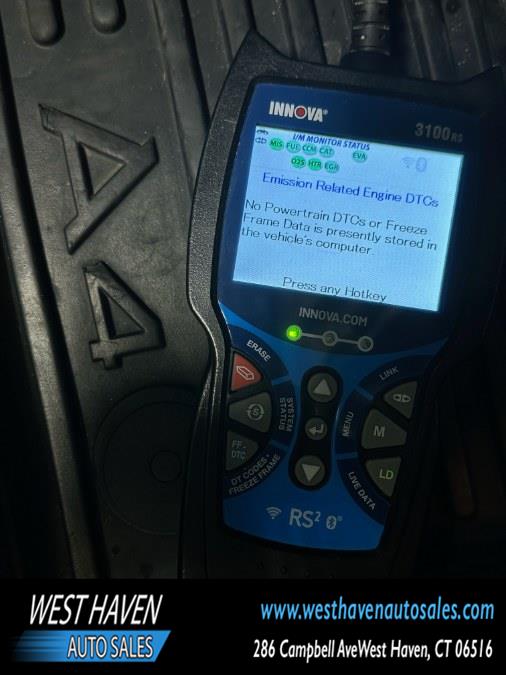 A4
INNOVA®
3100RS
I/M MONITOR STATUS
MIS FUE CCM CAT EVA
O2S HTR EGR
Emission Related Engine DTCs
No Powertrain DTCs or Freeze
Frame Data is presently stored in
the vehicle's computer
Press any Hotkey
INNOVA.COM
ERASE
LINK
SYSTEM STATUS
MENU
M
FF-
DTC
LD
DT CODES • FREEZE FRAME
LIVE DATA
RS²
WEST HAVEN
AUTO SALES
www.westhavenautosales.com
286 Campbell AveWest Haven, CT 06516